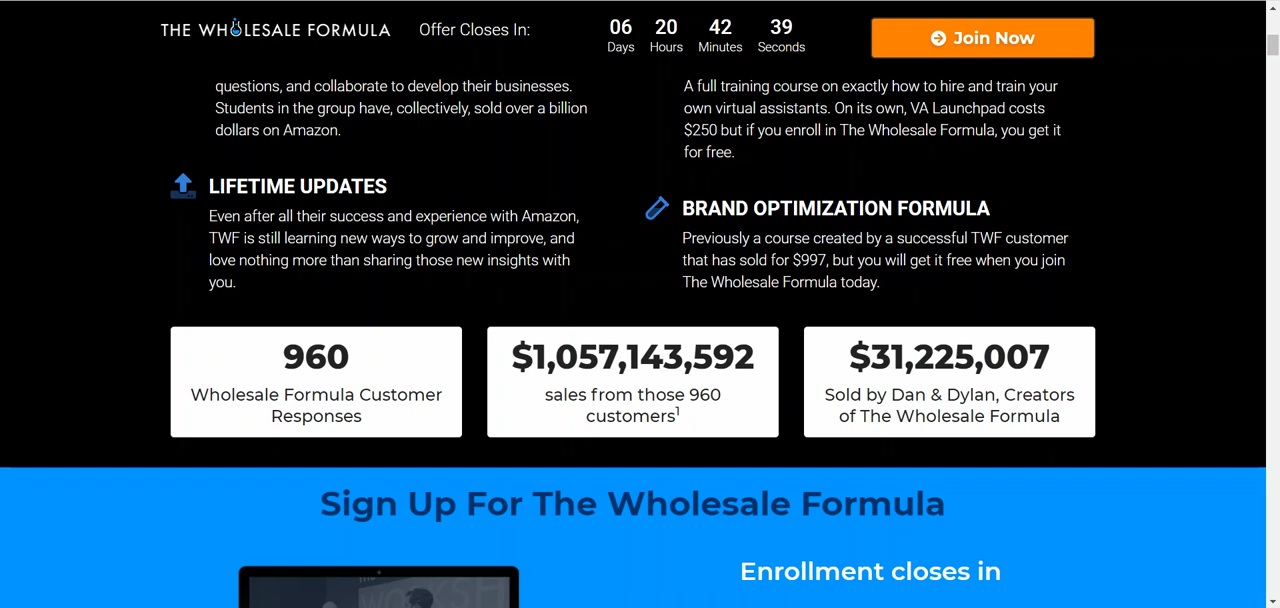 THE WHOLESALE FORMULA
Offer Closes In:
06 20 42 39
Days Hours Minutes Seconds
Join Now
questions, and collaborate to develop their businesses.
Students in the group have, collectively, sold over a billion
dollars on Amazon.
LIFETIME UPDATES
Even after all their success and experience with Amazon,
TWF is still learning new ways to grow and improve, and
love nothing more than sharing those new insights with
you.
A full training course on exactly how to hire and train your
own virtual assistants. On its own, VA Launchpad costs
$250 but if you enroll in The Wholesale Formula, you get it
for free.
BRAND OPTIMIZATION FORMULA
Previously a course created by a successful TWF customer
that has sold for $997, but you will get it free when you join
The Wholesale Formula today.
960
Wholesale Formula Customer
Responses
$1,057,143,592
sales from those 960
customers¹
$31,225,007
Sold by Dan & Dylan, Creators
of The Wholesale Formula
Sign Up For The Wholesale Formula
Enrollment closes in